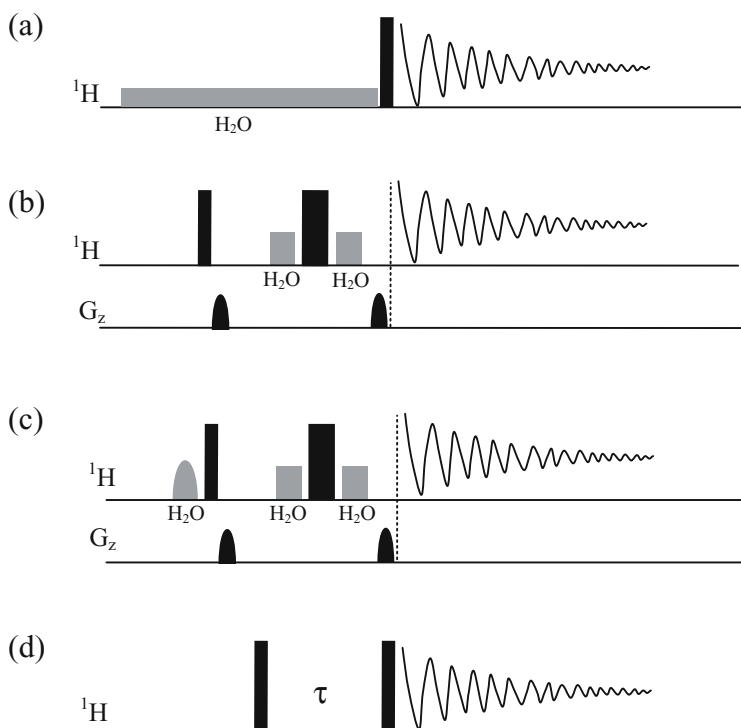 (a)
¹H
H₂O
(b)
¹H
H₂O H₂O
G_z
(c)
¹H
H₂O H₂O H₂O
G_z
(d)
τ
¹H